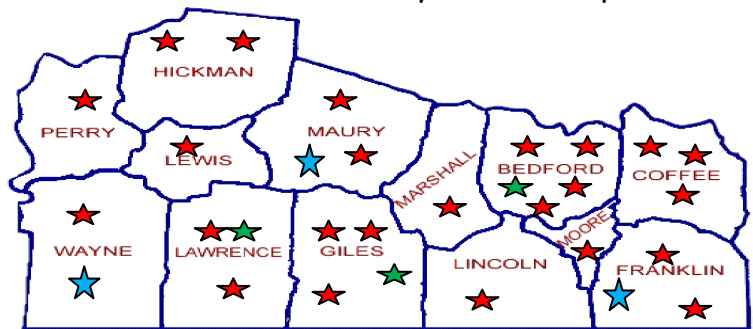 HICKMAN
PERRY
LEWIS
MAURY
MARSHALL
BEDFORD
COFFEE
WAYNE
LAWRENCE
GILES
LINCOLN
MOORE
FRANKLIN